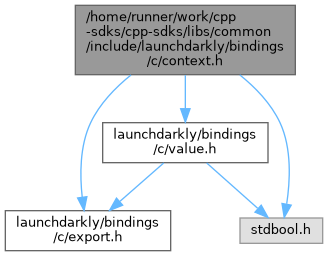 /home/runner/work/cpp
-sdks/cpp-sdks/libs/common
/include/launchdarkly/bindings
/c/context.h
launchdarkly/bindings
/c/value.h
launchdarkly/bindings
/c/export.h
stdbool.h